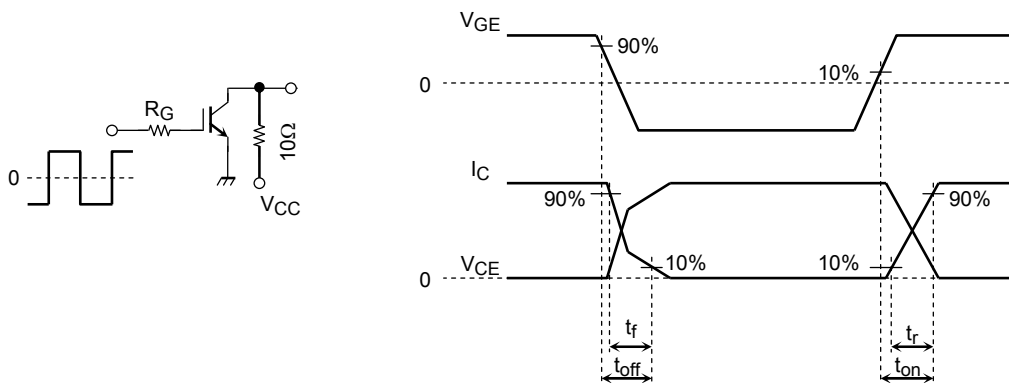 R_G
10Ω
0
V_CC
V_GE
90%
0
10%
I_C
90%
90%
V_CE
10%
10%
0
t_f
t_r
t_off
t_on